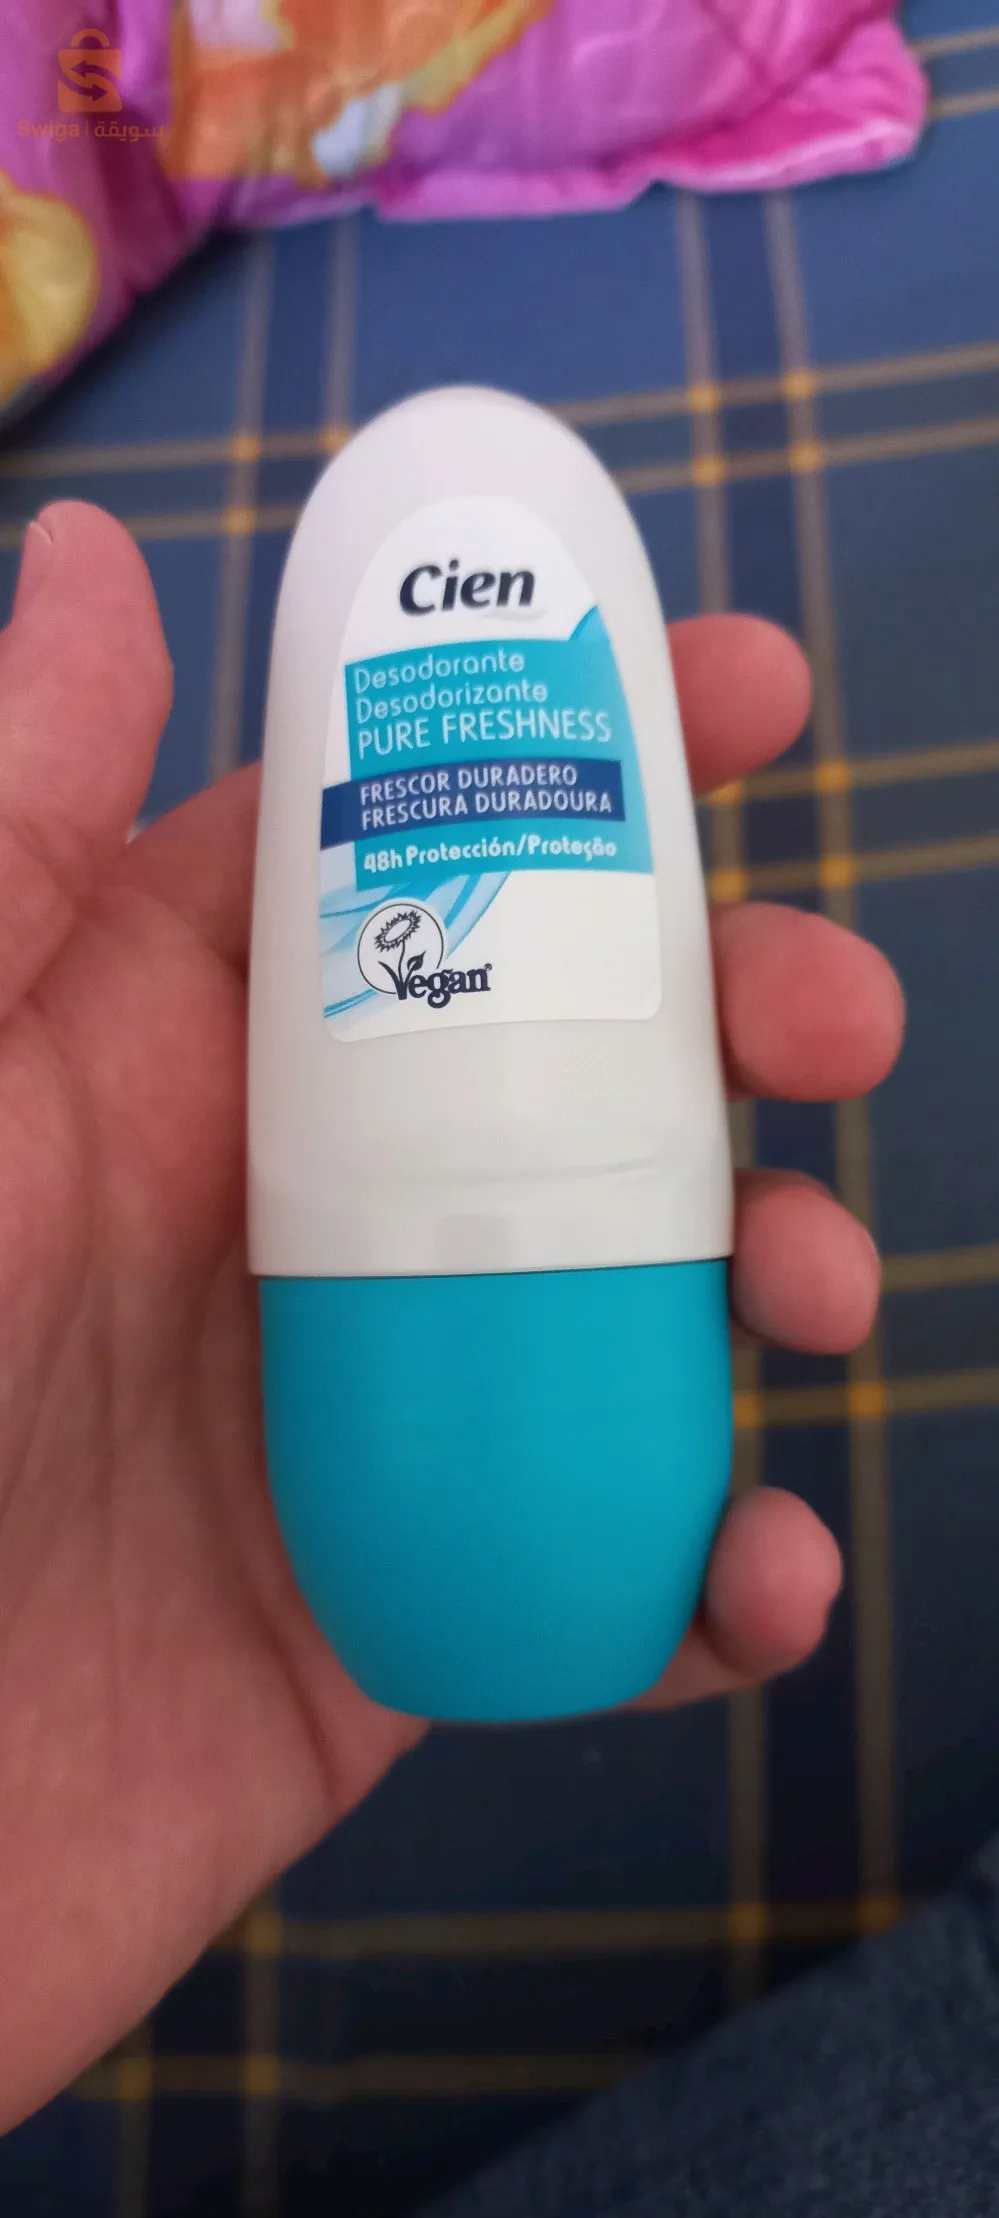 Swiga | سويقة
Cien
Desodorante
Desodorizante
PURE FRESHNESS
FRESCOR DURADERO
FRESCURA DURADOURA
48h Protección/Proteção
Vegan